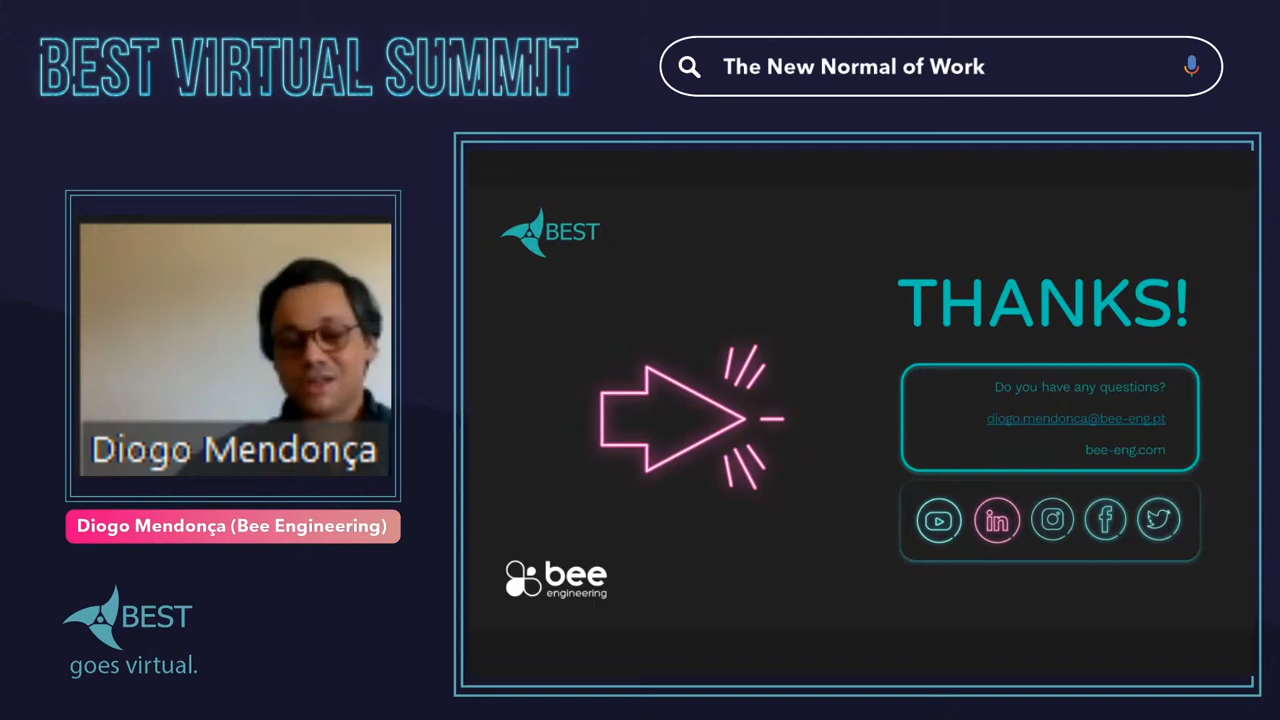 BEST VIRTUAL SUMMIT
The New Normal of Work
BEST
THANKS!
Do you have any questions?
diogo.mendonca@bee-eng.pt
bee-eng.com
in
bee
engineering
Diogo Mendonça
Diogo Mendonça (Bee Engineering)
BEST
goes virtual.